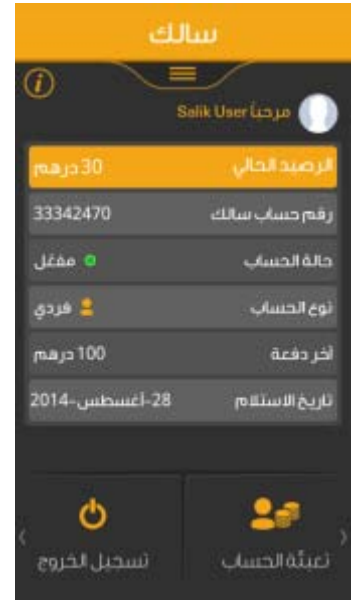 سالك
مرحباً Salik User
الرصيد الحالي 30 درهم
رقم حساب سالك 33342470
حالة الحساب مفعّل
نوع الحساب فردي
آخر دفعة 100 درهم
تاريخ الاستلام 28-أغسطس-2014
تعبئة الحساب
تسجيل الخروج